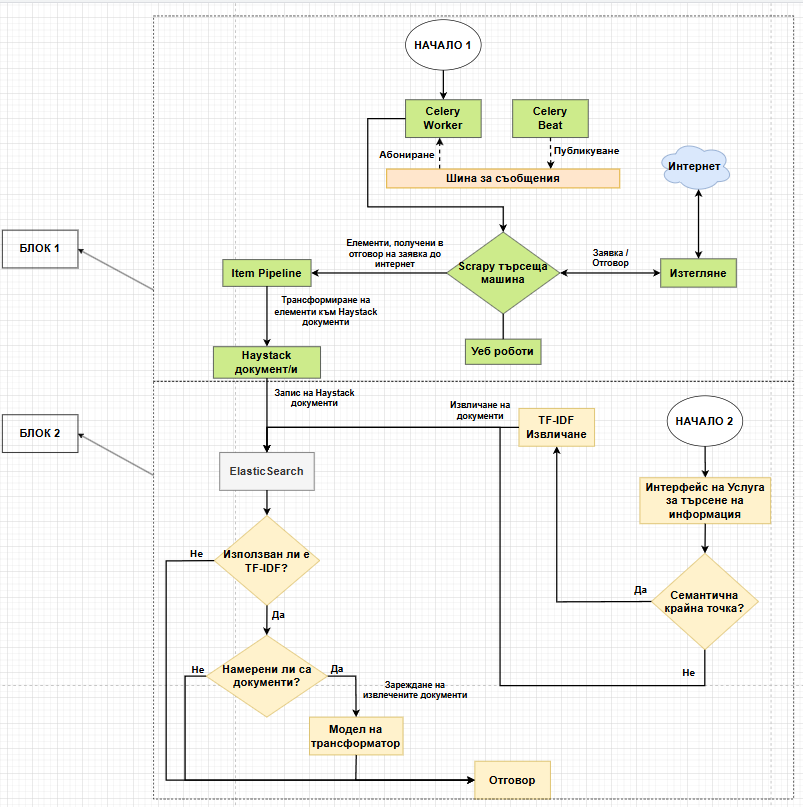 НАЧАЛО 1
Celery
Worker
Celery
Beat
Абониране
Публикуване
Шина за съобщения
Интернет
БЛОК 1
Елементи, получени в
отговор на заявка до
интернет
Заявка /
Отговор
Item Pipeline
Scrapy търсеща
машина
Изтегляне
Трансформиране на
елементи към Haystack
документи
Уеб роботи
Haystack
документ/и
Запис на Haystack
документи
Извличане на
документи
TF-IDF
Извличане
НАЧАЛО 2
БЛОК 2
ElasticSearch
Интерфейс на Услуга
за търсене на
информация
Не
Използван ли е
TF-IDF?
Да
Семантична
крайна точка?
Да
Не
Не
Намерени ли са
документи?
Да
Зареждане на
извлечените документи
Модел на
трансформатор
Отговор